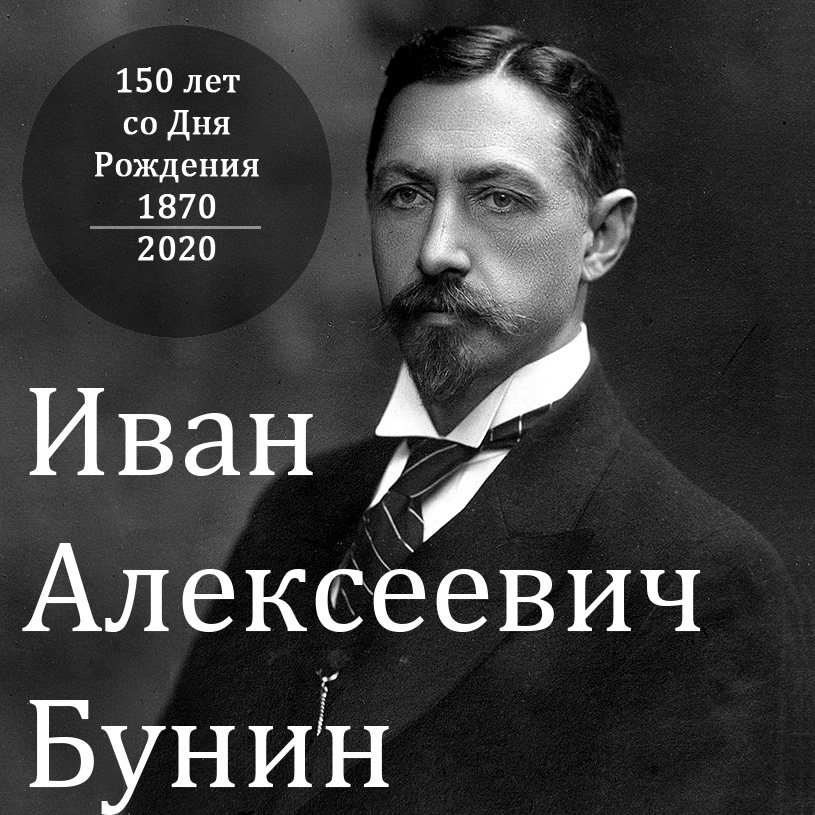 150 лет
со Дня
Рождения
1870
2020
Иван
Алексеевич
Бунин